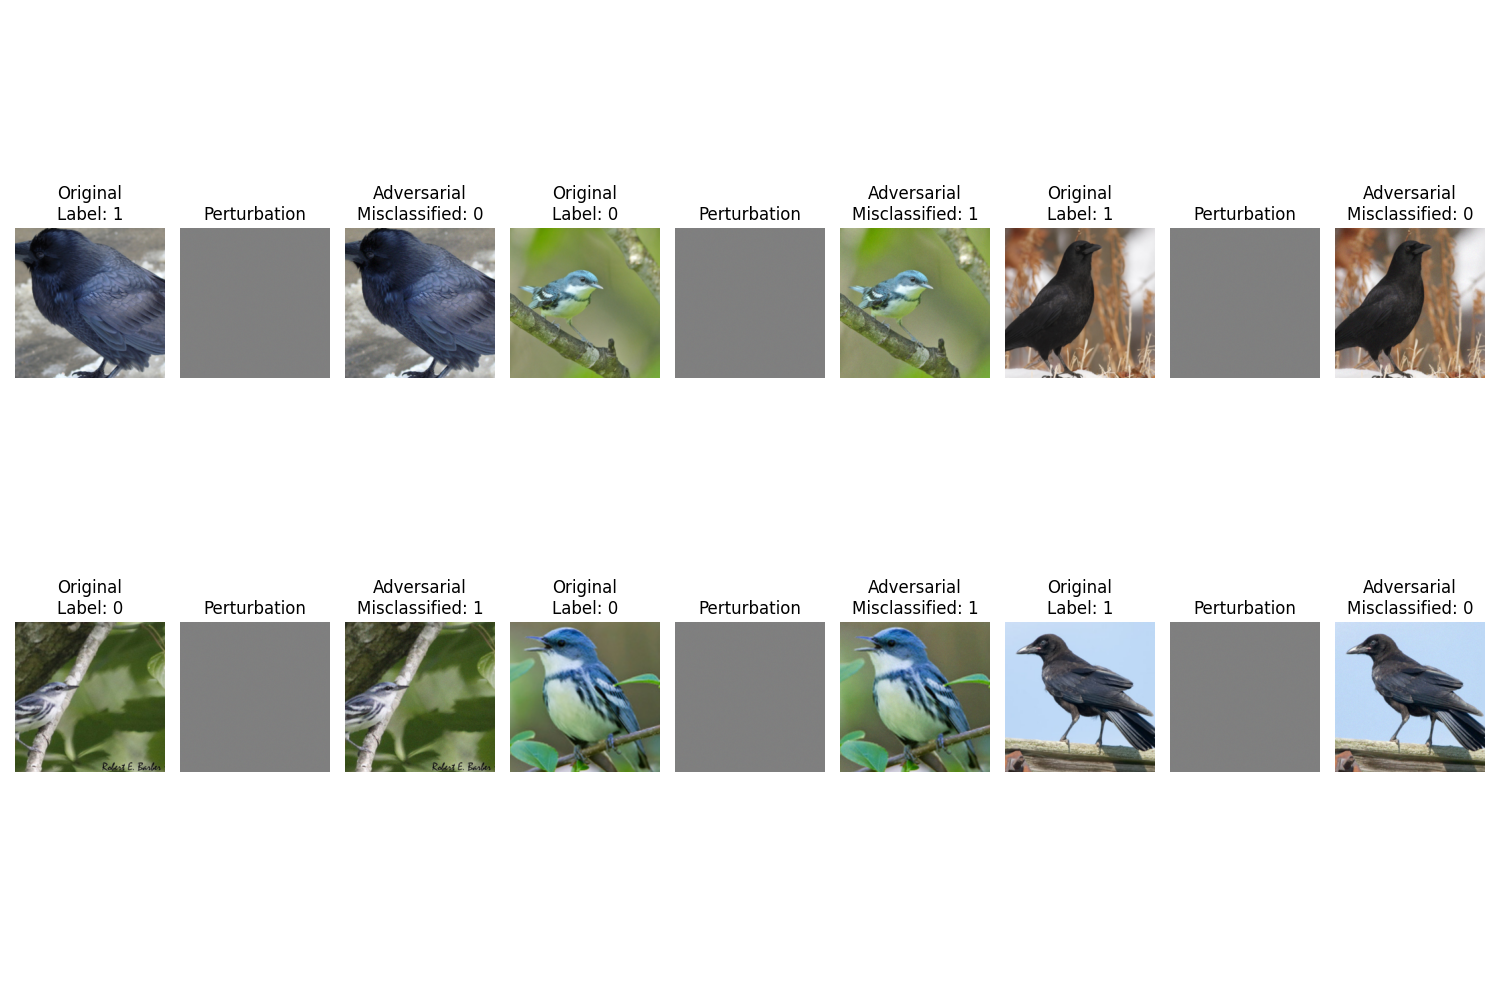 Original
Label: 1
Perturbation
Adversarial
Misclassified: 0
Original
Label: 0
Perturbation
Adversarial
Misclassified: 1
Original
Label: 1
Perturbation
Adversarial
Misclassified: 0
Original
Label: 0
Perturbation
Adversarial
Misclassified: 1
Original
Label: 0
Perturbation
Adversarial
Misclassified: 1
Original
Label: 1
Perturbation
Adversarial
Misclassified: 0
Robert E. Barber
Robert E. Barber